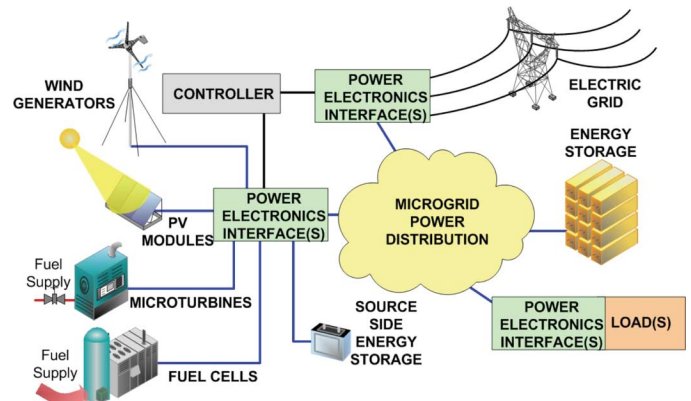 WIND
GENERATORS
CONTROLLER
POWER
ELECTRONICS
INTERFACE(S)
ELECTRIC
GRID
ENERGY
STORAGE
POWER
ELECTRONICS
INTERFACE(S)
MICROGRID
POWER
DISTRIBUTION
PV
MODULES
Fuel
Supply
MICROTURBINES
SOURCE
SIDE
ENERGY
STORAGE
POWER
ELECTRONICS
INTERFACE(S)
LOAD(S)
Fuel
Supply
FUEL CELLS